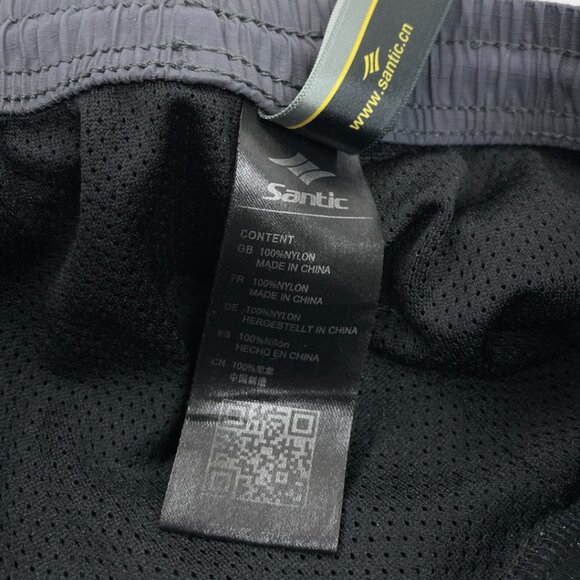 www.santic.cn
Santic
CONTENT
GB 100%NYLON
MADE IN CHINA
FR 100%NYLON
MADE IN CHINA
DE 100%NYLON
HERGESTELLT IN CHINA
ES 100%Nilón
HECHO EN CHINA
CN 100%尼龙
中国制造